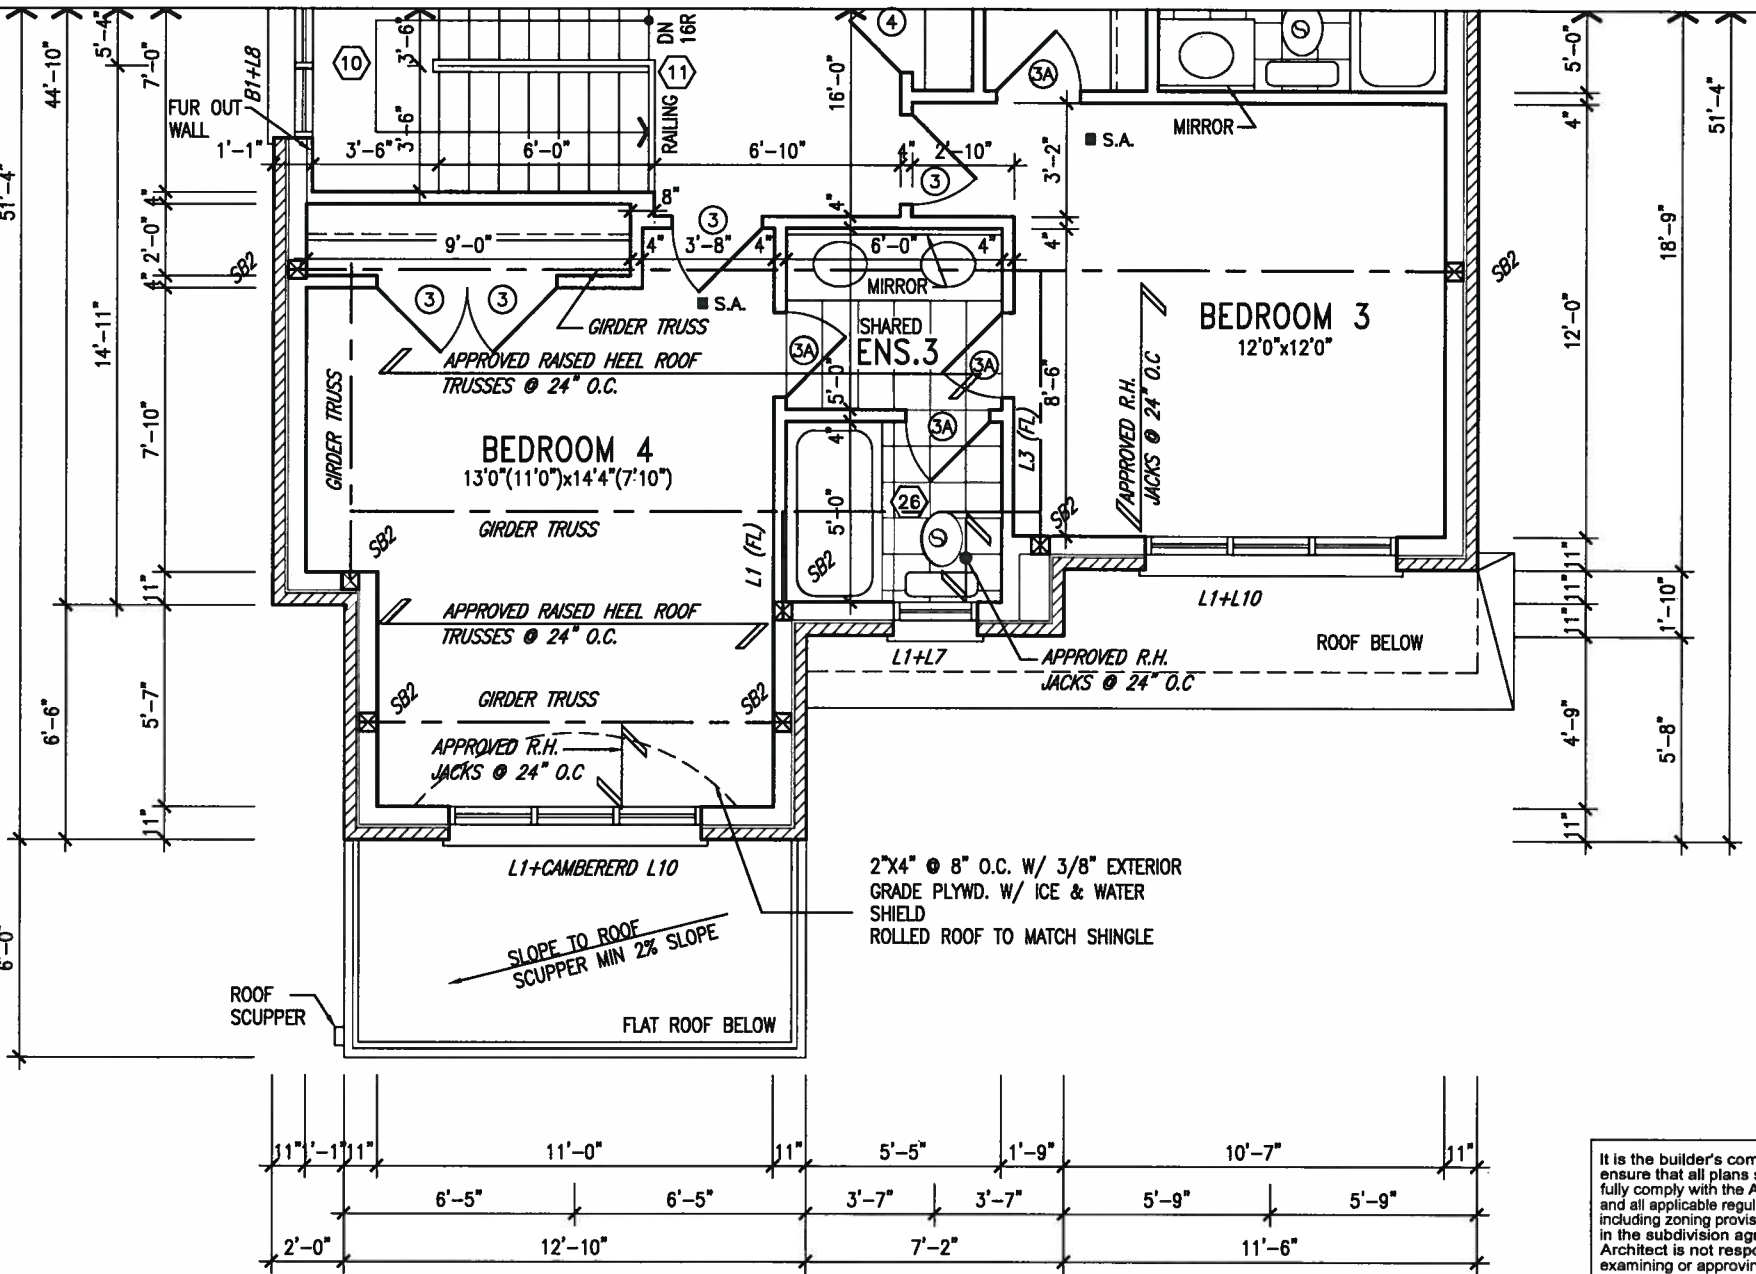 51'-4"
44'-10"
5'-4"
7'-0"
B1+L8
10
3'-6"
DN
16R
11
RAILING
16'-0"
4
3A
5'-0"
4"
51'-4"
FUR OUT
WALL
3'-6"
MIRROR
S.A.
1'-1"
3'-6"
6'-0"
6'-10"
4"
2'-10"
3'-2"
3
4"
2'-0"
4"
8"
3
4"
4"
SB2
9'-0"
4"
3'-8"
4"
6'-0"
4"
SB2
18'-9"
14'-11"
3
3
S.A.
MIRROR
GIRDER TRUSS
SHARED
ENS.3
BEDROOM 3
12'0"x12'0"
12'-0"
3A
3A
APPROVED RAISED HEEL ROOF
TRUSSES @ 24" O.C.
GIRDER TRUSS
5'-0"
8'-6"
APPROVED R.H.
JACKS @ 24" O.C
7'-10"
BEDROOM 4
13'0"(11'0")x14'4"(7'10")
4"
3A
L3 (FL)
26
5'-0"
GIRDER TRUSS
SB2
SB2
L1 (FL)
SB2
11"
11"
11"
11"
1'-10"
L1+L10
APPROVED RAISED HEEL ROOF
TRUSSES @ 24" O.C.
L1+L7
APPROVED R.H.
JACKS @ 24" O.C
ROOF BELOW
6'-6"
5'-7"
SB2
GIRDER TRUSS
SB2
4'-9"
5'-8"
APPROVED R.H.
JACKS @ 24" O.C
11"
11"
L1+CAMBERERD L10
2"X4" @ 8" O.C. W/ 3/8" EXTERIOR
GRADE PLYWD. W/ ICE & WATER
SHIELD
ROLLED ROOF TO MATCH SHINGLE
6'-0"
SLOPE TO ROOF
SCUPPER MIN 2% SLOPE
ROOF
SCUPPER
FLAT ROOF BELOW
11"
1'-1"
11"
11'-0"
11"
5'-5"
1'-9"
10'-7"
11"
6'-5"
6'-5"
3'-7"
3'-7"
5'-9"
5'-9"
2'-0"
12'-10"
7'-2"
11'-6"
It is the builder's com
ensure that all plans s
fully comply with the A
and all applicable regul
including zoning provis
in the subdivision agr
Architect is not respo
examining or approvin